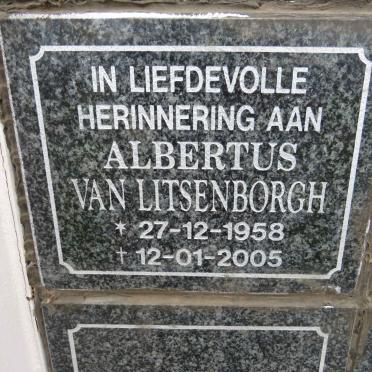 IN LIEFDEVOLLE
HERINNERING AAN
ALBERTUS
VAN LITSENBORGH
* 27-12-1958
† 12-01-2005